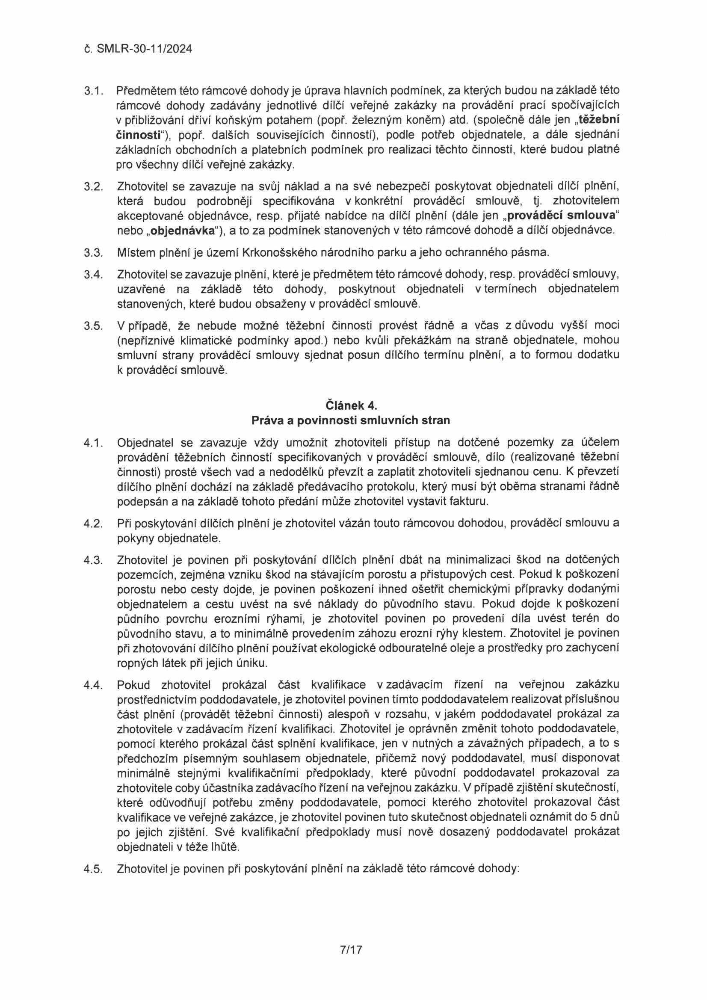 č. SMLR-30-11/2024
3.1. Předmětem této rámcové dohody je úprava hlavních podmínek, za kterých budou na základě této
rámcové dohody zadávány jednotlivé dílčí veřejné zakázky na provádění prací spočívajících
v přibližování dříví koňským potahem (popř. železným koněm) atd. (společně dále jen „těžební
činnosti“), popř. dalších souvisejících činností), podle potřeb objednatele, a dále sjednání
základních obchodních a platebních podmínek pro realizaci těchto činností, které budou platné
pro všechny dílčí veřejné zakázky.
3.2. Zhotovitel se zavazuje na svůj náklad a na své nebezpečí poskytovat objednateli dílčí plnění,
která budou podrobněji specifikována v konkrétní prováděcí smlouvě, tj. zhotovitelem
akceptované objednávce, resp. přijaté nabídce na dílčí plnění (dále jen „prováděcí smlouva“
nebo „objednávka“), a to za podmínek stanovených v této rámcové dohodě a dílčí objednávce.
3.3. Místem plnění je území Krkonošského národního parku a jeho ochranného pásma.
3.4. Zhotovitel se zavazuje plnění, které je předmětem této rámcové dohody, resp. prováděcí smlouvy,
uzavřené na základě této dohody, poskytnout objednateli v termínech objednatelem
stanovených, které budou obsaženy v prováděcí smlouvě.
3.5. V případě, že nebude možné těžební činnosti provést řádně a včas z důvodu vyšší moci
(nepříznivé klimatické podmínky apod.) nebo kvůli překážkám na straně objednatele, mohou
smluvní strany prováděcí smlouvy sjednat posun dílčího termínu plnění, a to formou dodatku
k prováděcí smlouvě.
Článek 4.
Práva a povinnosti smluvních stran
4.1. Objednatel se zavazuje vždy umožnit zhotoviteli přístup na dotčené pozemky za účelem
provádění těžebních činností specifikovaných v prováděcí smlouvě, dílo (realizované těžební
činnosti) prosté všech vad a nedodělků převzít a zaplatit zhotoviteli sjednanou cenu. K převzetí
dílčího plnění dochází na základě předávacího protokolu, který musí být oběma stranami řádně
podepsán a na základě tohoto předání může zhotovitel vystavit fakturu.
4.2. Při poskytování dílčích plnění je zhotovitel vázán touto rámcovou dohodou, prováděcí smlouvu a
pokyny objednatele.
4.3. Zhotovitel je povinen při poskytování dílčích plnění dbát na minimalizaci škod na dotčených
pozemcích, zejména vzniku škod na stávajícím porostu a přístupových cest. Pokud k poškození
porostu nebo cesty dojde, je povinen poškození ihned ošetřit chemickými přípravky dodanými
objednatelem a cestu uvést na své náklady do původního stavu. Pokud dojde k poškození
půdního povrchu erozními rýhami, je zhotovitel povinen po provedení díla uvést terén do
původního stavu, a to minimálně provedením záhozu erozní rýhy klestem. Zhotovitel je povinen
při zhotovování dílčího plnění používat ekologické odbouratelné oleje a prostředky pro zachycení
ropných látek při jejich úniku.
4.4. Pokud zhotovitel prokázal část kvalifikace v zadávacím řízení na veřejnou zakázku
prostřednictvím poddodavatele, je zhotovitel povinen tímto poddodavatelem realizovat příslušnou
část plnění (provádět těžební činnosti) alespoň v rozsahu, v jakém poddodavatel prokázal za
zhotovitele v zadávacím řízení kvalifikaci. Zhotovitel je oprávněn změnit tohoto poddodavatele,
pomocí kterého prokázal část splnění kvalifikace, jen v nutných a závažných případech, a to s
předchozím písemným souhlasem objednatele, přičemž nový poddodavatel, musí disponovat
minimálně stejnými kvalifikačními předpoklady, které původní poddodavatel prokazoval za
zhotovitele coby účastníka zadávacího řízení na veřejnou zakázku. V případě zjištění skutečností,
které odůvodňují potřebu změny poddodavatele, pomocí kterého zhotovitel prokazoval část
kvalifikace ve veřejné zakázce, je zhotovitel povinen tuto skutečnost objednateli oznámit do 5 dnů
po jejich zjištění. Své kvalifikační předpoklady musí nově dosazený poddodavatel prokázat
objednateli v téže lhůtě.
4.5. Zhotovitel je povinen při poskytování plnění na základě této rámcové dohody:
7/17